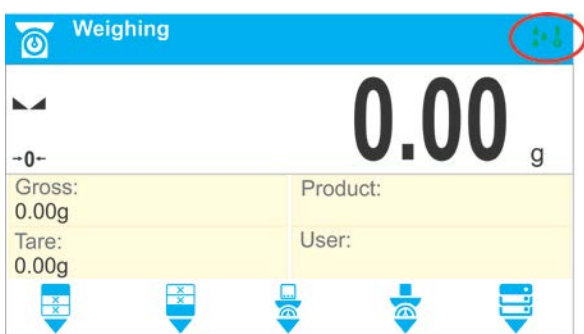 Weighing
→0←
0.00 g
Gross:
0.00g
Product:
Tare:
0.00g
User: